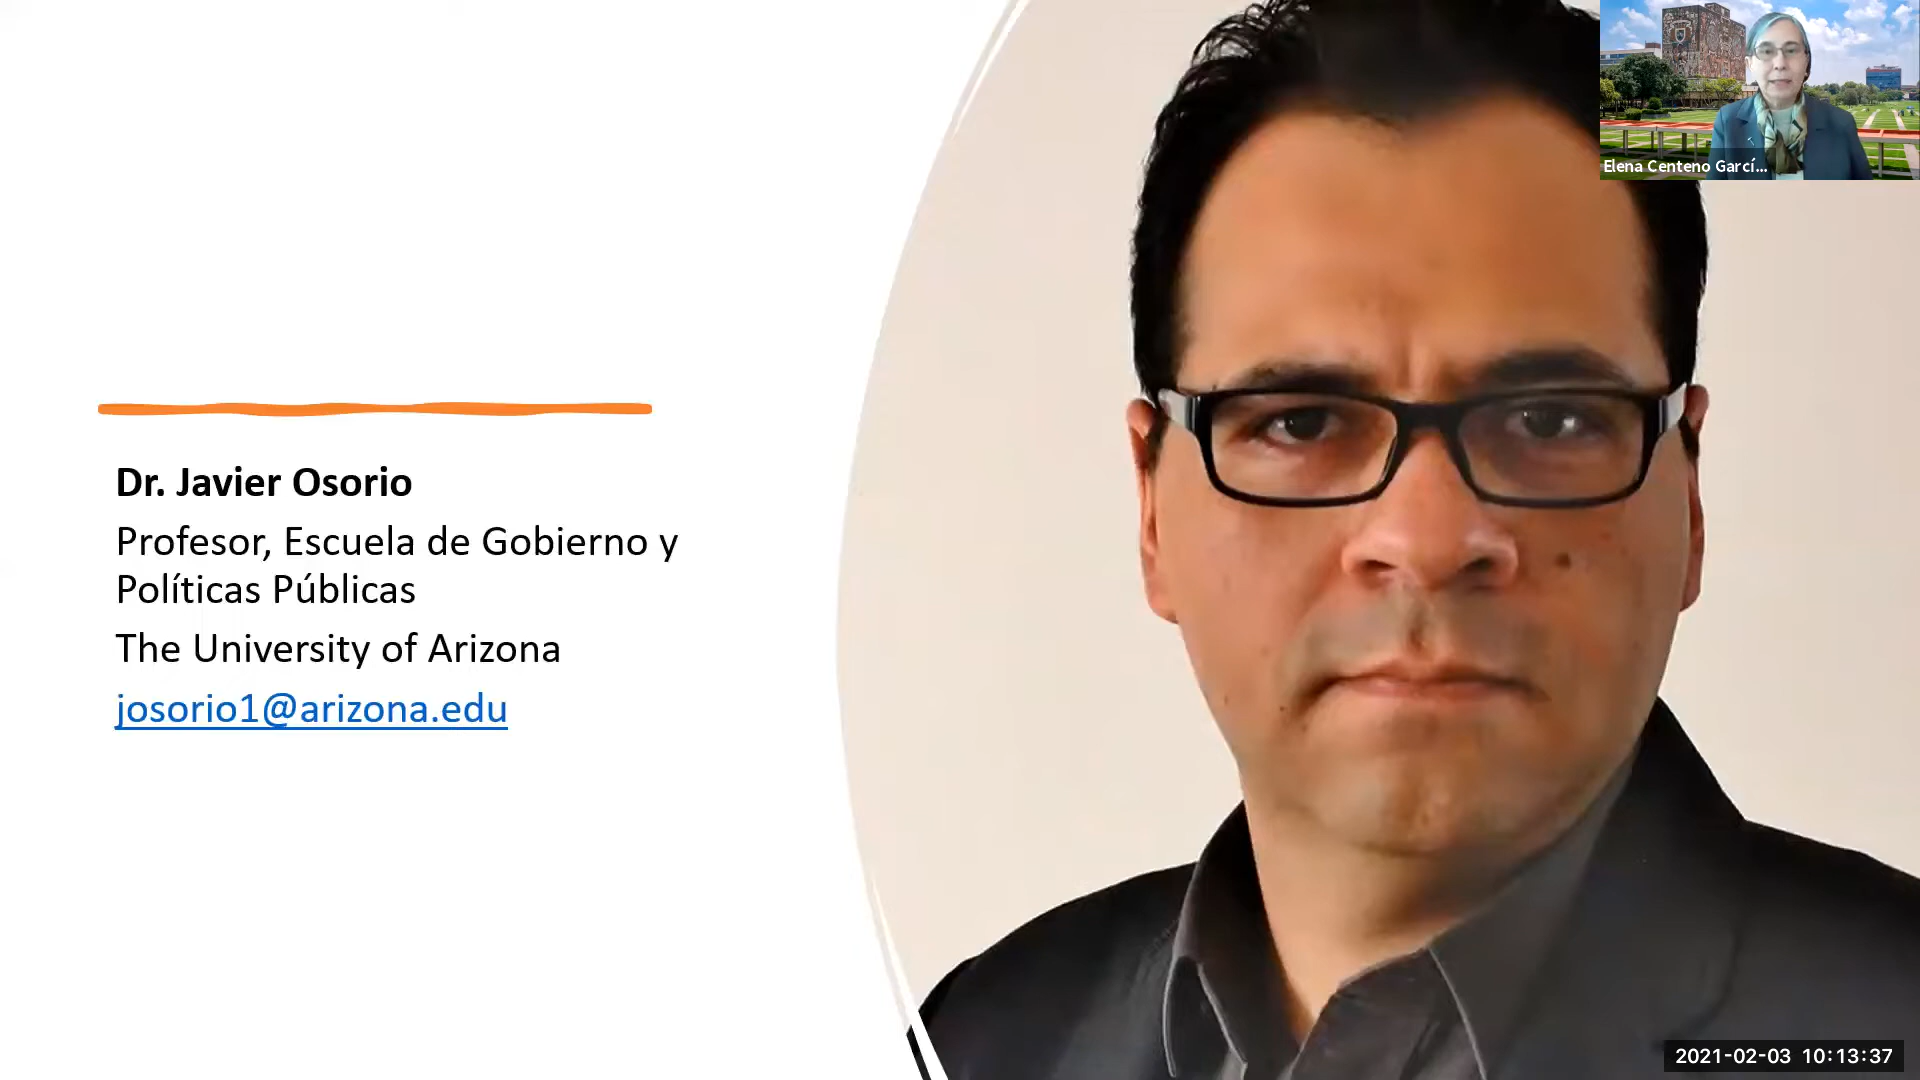 Elena Centeno Garcí...
Dr. Javier Osorio
Profesor, Escuela de Gobierno y
Políticas Públicas
The University of Arizona
josorio1@arizona.edu
2021-02-03 10:13:37